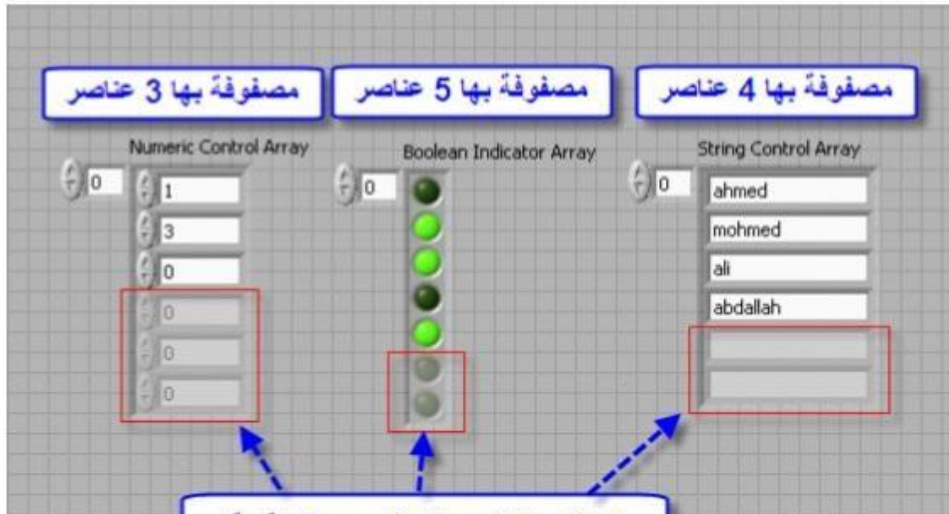 مصفوفة بها 3 عناصر
مصفوفة بها 5 عناصر
مصفوفة بها 4 عناصر
Numeric Control Array
Boolean Indicator Array
String Control Array
0
1
3
0
0
0
0
0
0
ahmed
mohmed
ali
abdallah